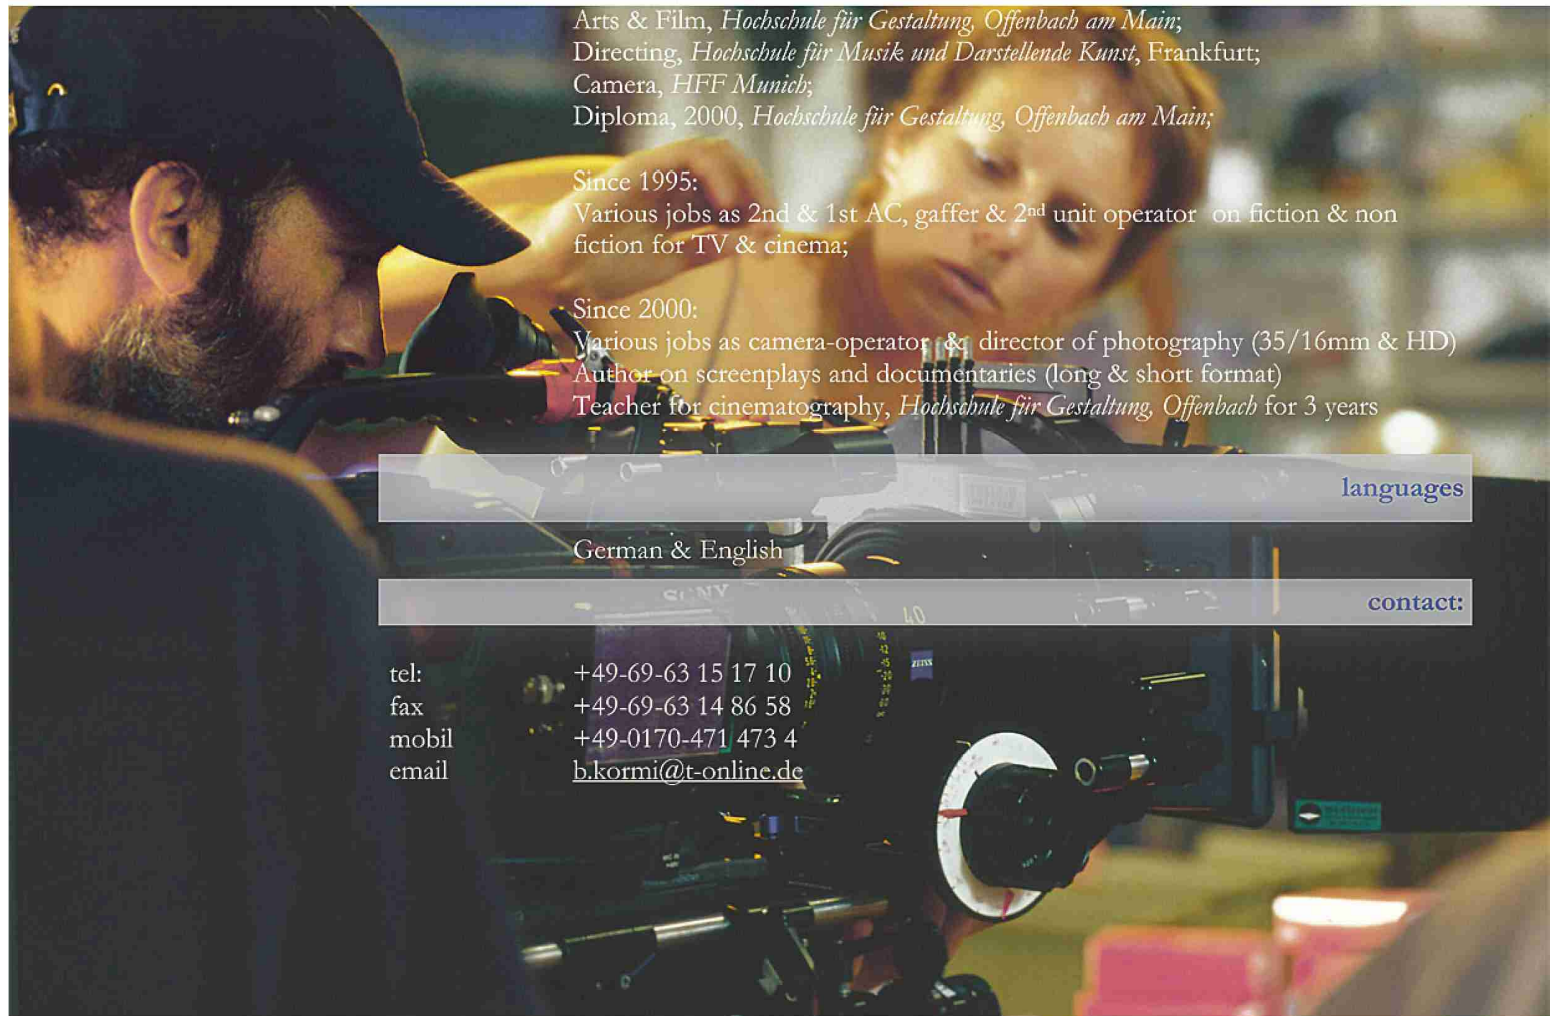 Arts & Film, Hochschule für Gestaltung, Offenbach am Main;
Directing, Hochschule für Musik und Darstellende Kunst, Frankfurt;
Camera, HFF Munich;
Diploma, 2000, Hochschule für Gestaltung, Offenbach am Main;
Since 1995:
Various jobs as 2nd & 1st AC, gaffer & 2nd unit operator on fiction & non
fiction for TV & cinema;
Since 2000:
Various jobs as camera-operator & director of photography (35/16mm & HD)
Author on screenplays and documentaries (long & short format)
Teacher for cinematography, Hochschule für Gestaltung, Offenbach for 3 years
languages
German & English
contact:
SONY
40
ZEISS
tel: +49-69-63 15 17 10
fax +49-69-63 14 86 58
mobil +49-0170-471 473 4
email b.kormi@t-online.de